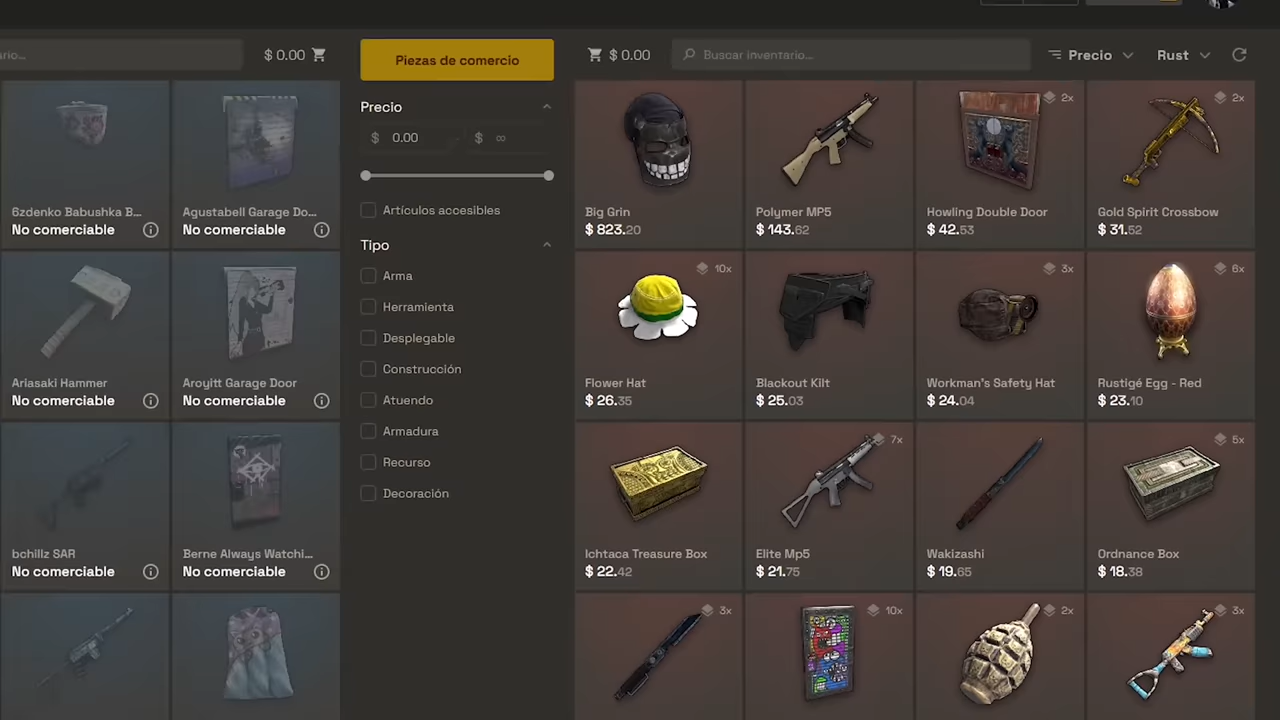 ario...
$ 0.00
Piezas de comercio
$ 0.00
Buscar inventario...
Precio
Rust
6zdenko Babushka B...
No comerciable
Agustabell Garage Do...
No comerciable
Ariasaki Hammer
No comerciable
Aroyitt Garage Door
No comerciable
bchillz SAR
No comerciable
Berne Always Watchi...
No comerciable
Precio
$ 0.00
$ ∞
Artículos accesibles
Tipo
Arma
Herramienta
Desplegable
Construcción
Atuendo
Armadura
Recurso
Decoración
Big Grin
$ 823.20
Polymer MP5
$ 143.62
2x
Howling Double Door
$ 42.53
2x
Gold Spirit Crossbow
$ 31.52
10x
Flower Hat
$ 26.35
Blackout Kilt
$ 25.03
3x
Workman's Safety Hat
$ 24.04
6x
Rustigé Egg - Red
$ 23.10
Ichtaca Treasure Box
$ 22.42
7x
Elite Mp5
$ 21.75
Wakizashi
$ 19.65
5x
Ordnance Box
$ 18.38
3x
10x
2x
3x